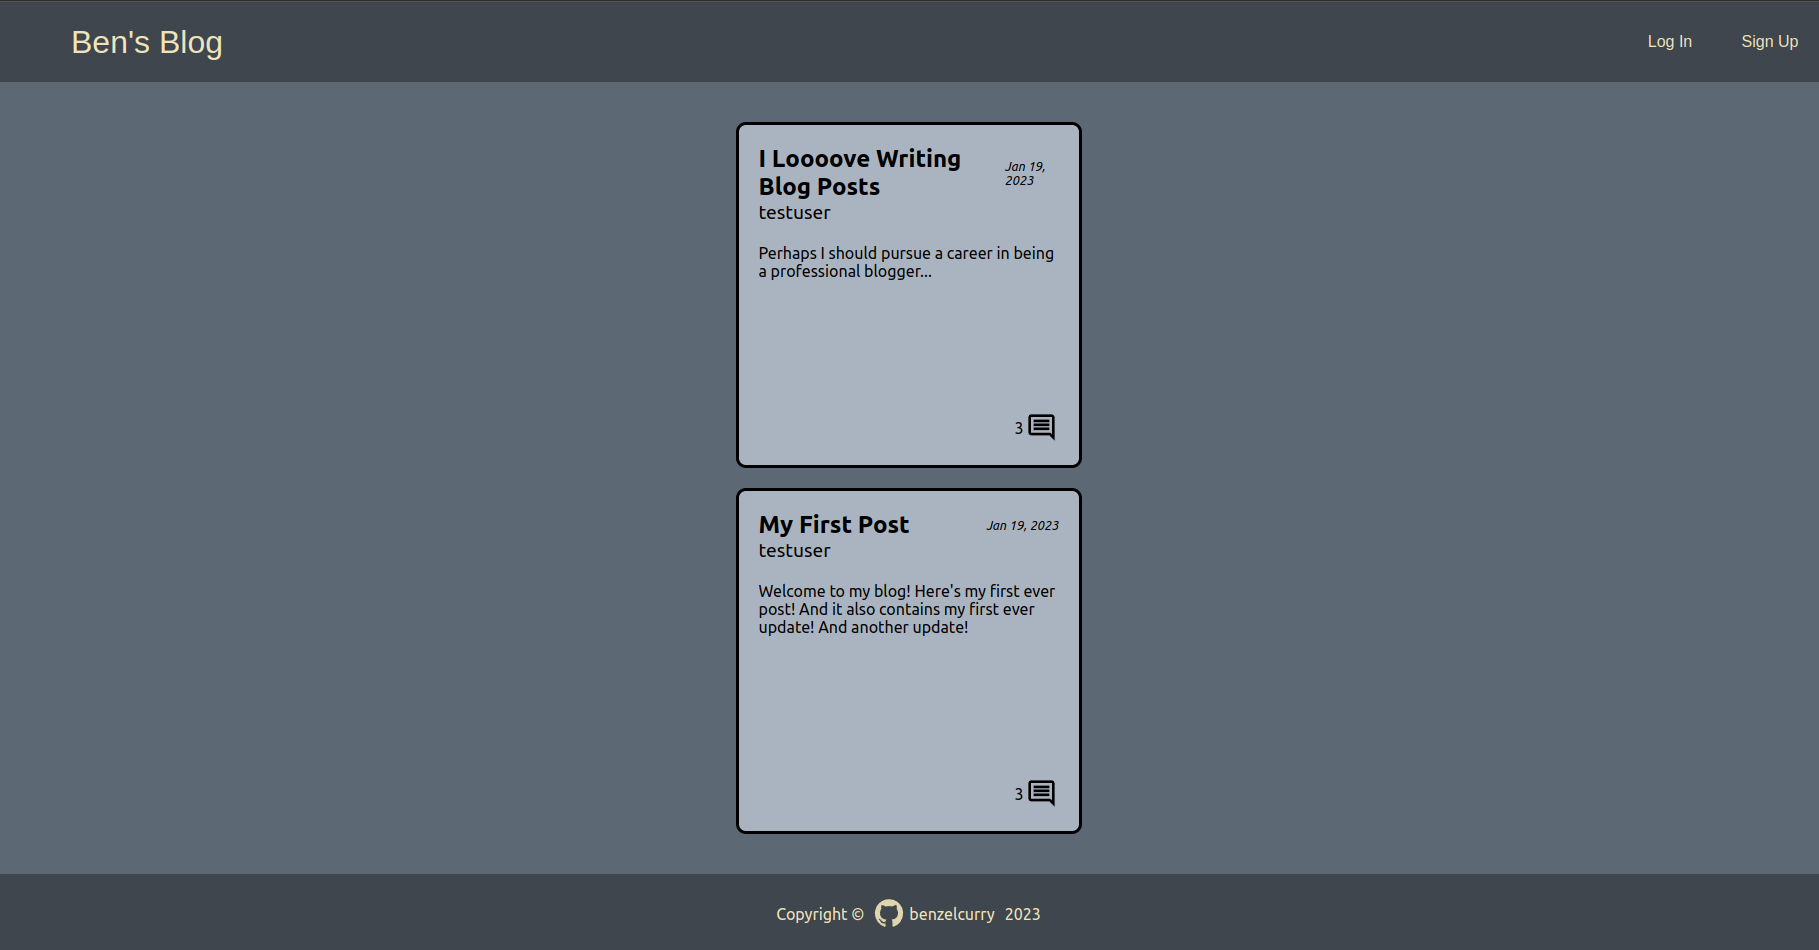 Ben's Blog
Log In
Sign Up
I Loooove Writing
Blog Posts
Jan 19,
2023
testuser
Perhaps I should pursue a career in being
a professional blogger...
3
My First Post
Jan 19, 2023
testuser
Welcome to my blog! Here's my first ever
post! And it also contains my first ever
update! And another update!
3
Copyright © benzelcurry 2023